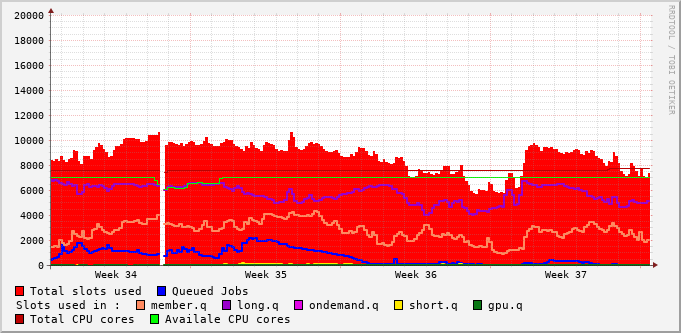 20000
18000
16000
14000
12000
10000
8000
6000
4000
2000
0
Week 34 Week 35 Week 36 Week 37
RRDTOOL / TOBI OETIKER
Total slots used Queued Jobs
Slots used in : member.q long.q ondemand.q short.q gpu.q
Total CPU cores Availale CPU cores